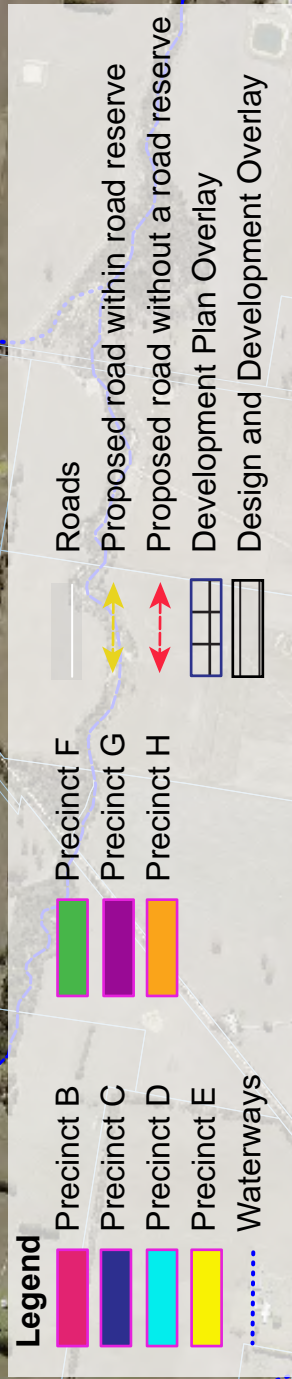 Legend
Precinct B
Precinct C
Precinct D
Precinct E
Waterways
Precinct F
Precinct G
Precinct H
Roads
Proposed road within road reserve
Proposed road without a road reserve
Development Plan Overlay
Design and Development Overlay